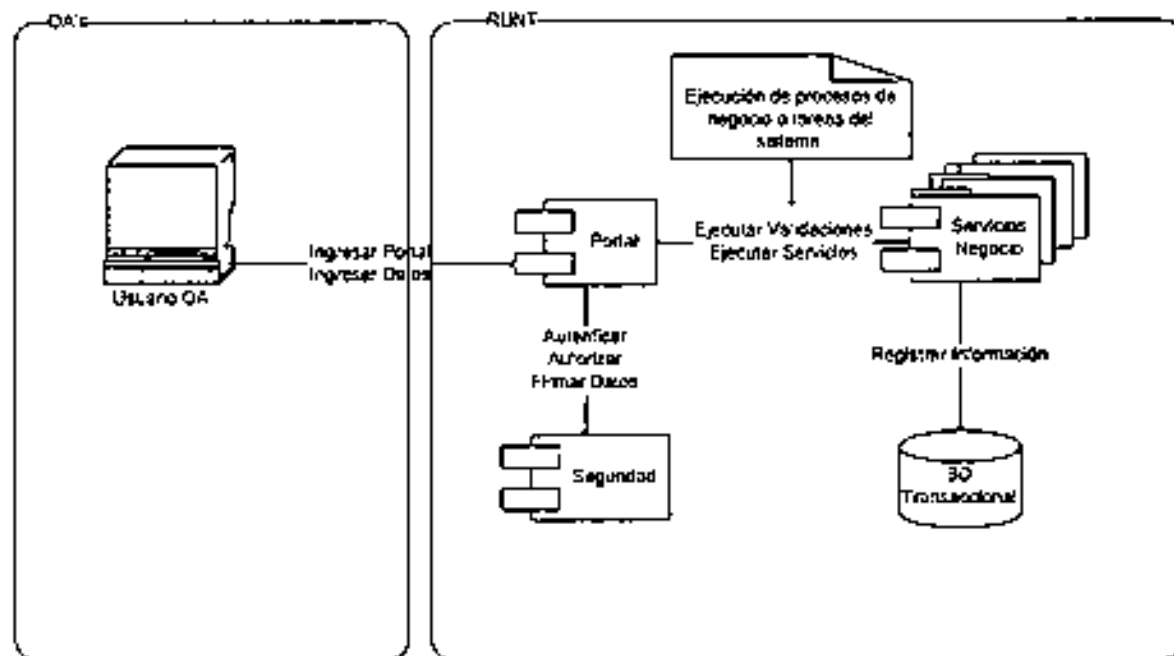 OA's
RUNT
Ejecución de procesos de
negocio o tareas del
sistema
Ingresar Portal
Ingresar Datos
Usuario OA
Portal
Ejecutar Validaciones
Ejecutar Servicios
Servicios
Negocio
Autenticar
Autorizar
Firmar Datos
Registrar Información
Seguridad
BD
Transaccional